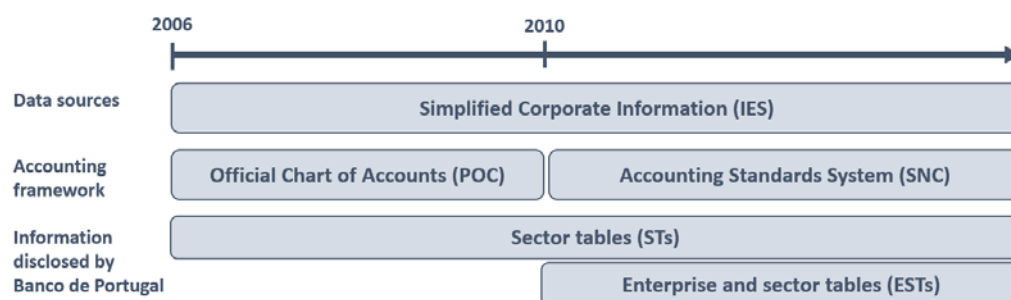 2006
2010
Data sources
Simplified Corporate Information (IES)
Accounting
framework
Official Chart of Accounts (POC)
Accounting Standards System (SNC)
Information
disclosed by
Banco de Portugal
Sector tables (STs)
Enterprise and sector tables (ESTs)